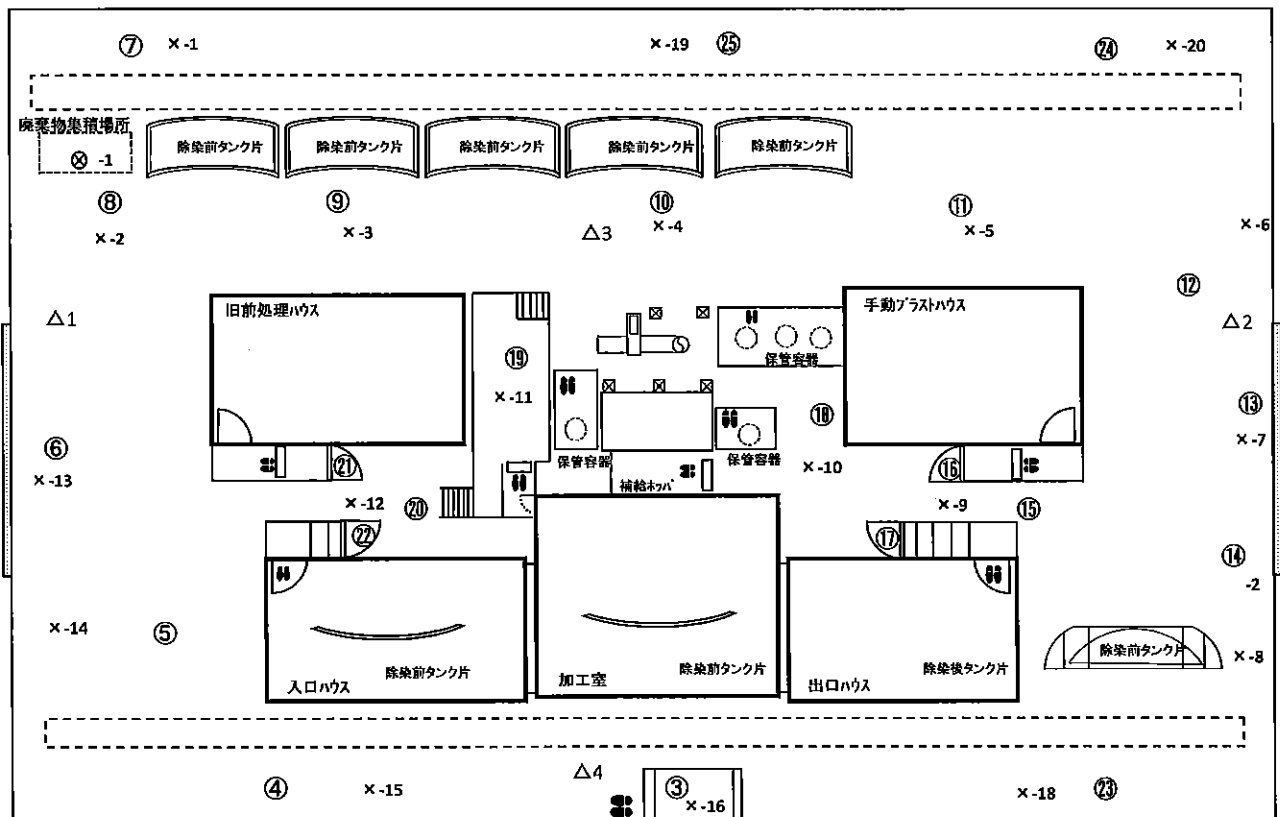 ⑦ ×-1 ×-19 ㉕ ㉔ ×-20
廃棄物集積場所
⊗ -1
除染前タンク片 除染前タンク片 除染前タンク片 除染前タンク片 除染前タンク片
⑧ ⑨ ⑩ ⑪
×-2 ×-3 △3 ×-4 ×-5 ×-6
⑫
△1 △2
旧前処理ハウス
手動ブラストハウス
保管容器
⑲
×-11
⑱
⑬
×-7
⑥
×-13
㉑
保管容器
保管容器
補給ホッパ
×-10
⑯
×-12 ⑳
×-9 ⑮
㉒ ⑰
⑭
-2
×-14 ⑤
入口ハウス 除染前タンク片
加工室 除染前タンク片
出口ハウス 除染後タンク片
除染前タンク片
×-8
④ ×-15 △4 ③ ×-16 ×-18 ㉓